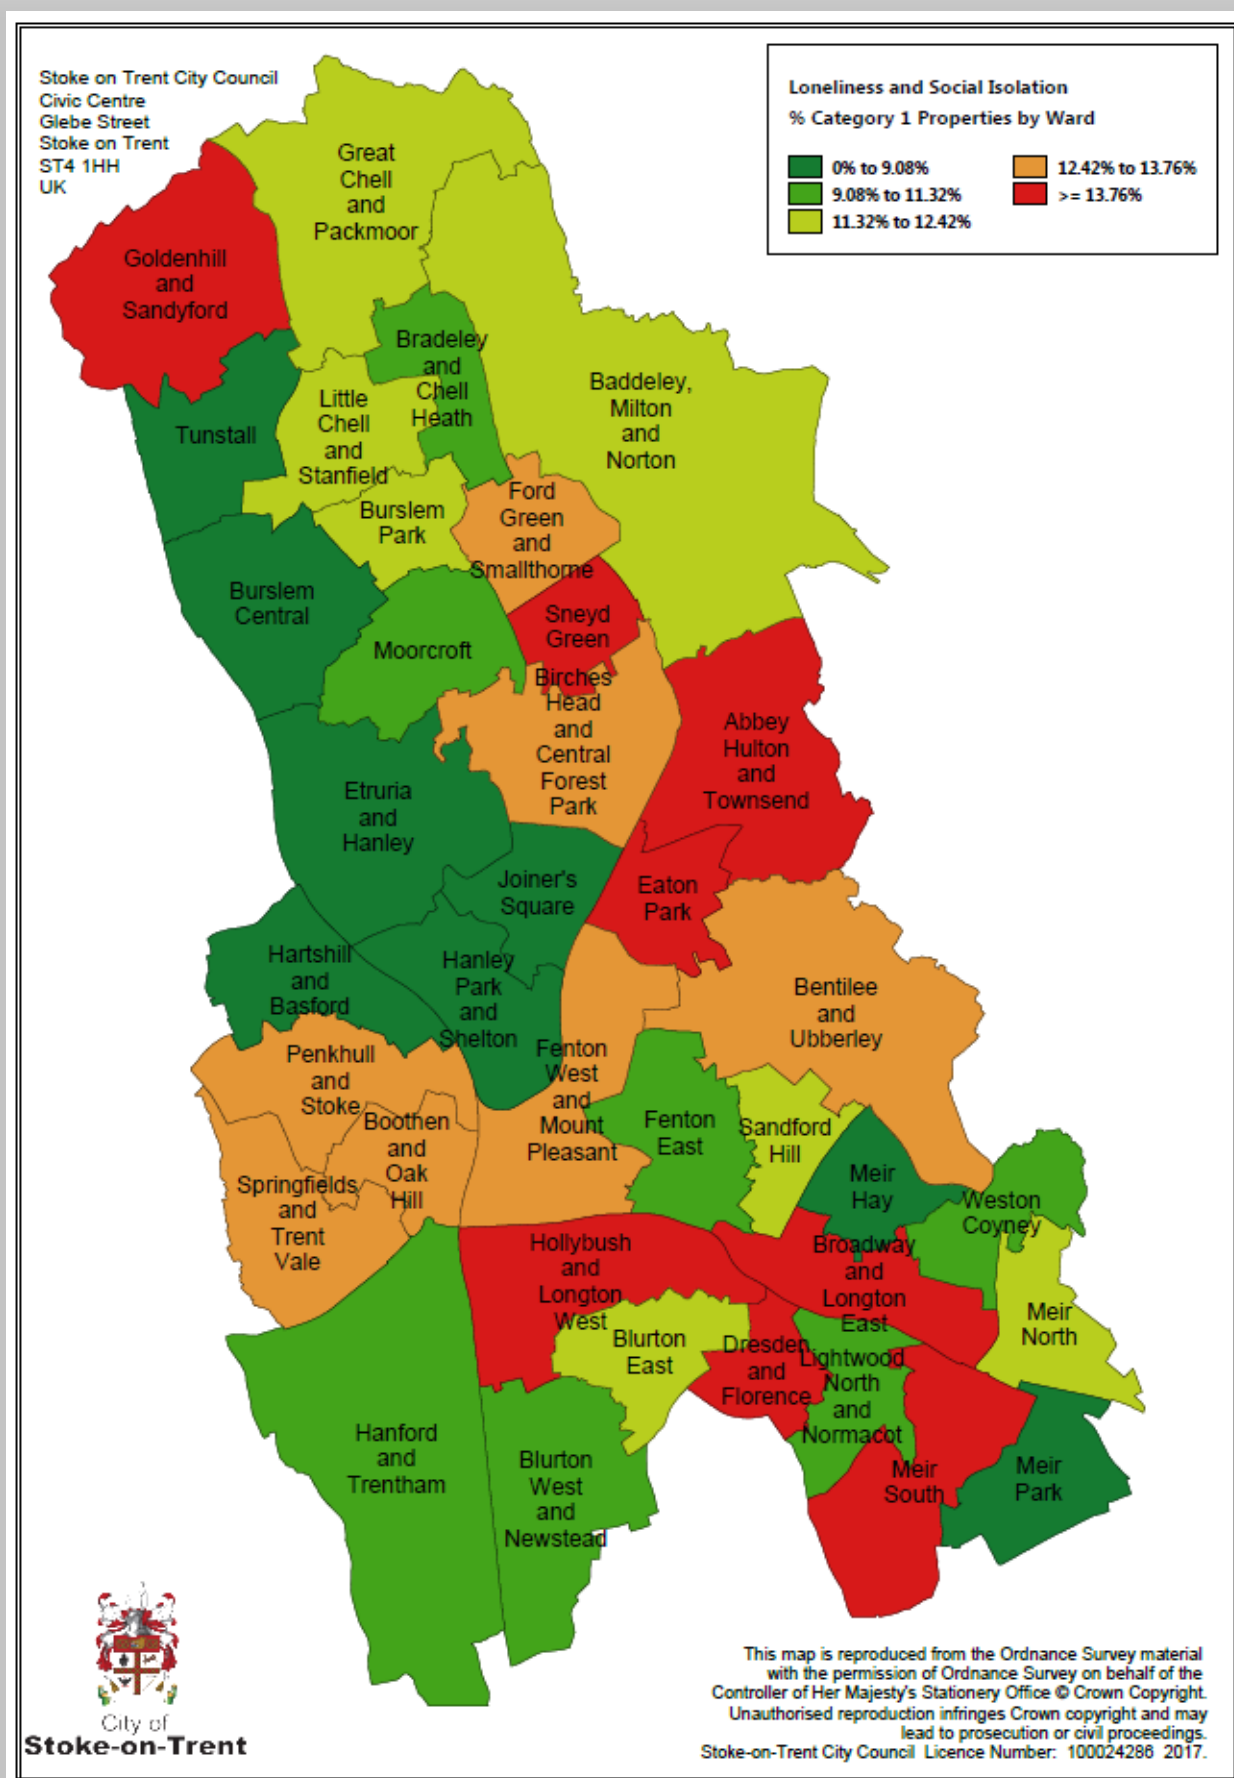 Stoke on Trent City Council
Civic Centre
Glebe Street
Stoke on Trent
ST4 1HH
UK
Loneliness and Social Isolation
% Category 1 Properties by Ward
0% to 9.08%
9.08% to 11.32%
11.32% to 12.42%
12.42% to 13.76%
>= 13.76%
Great
Chell
and
Packmoor
Goldenhill
and
Sandyford
Bradeley
and
Chell
Heath
Baddeley,
Milton
and
Norton
Little
Chell
and
Stanfield
Tunstall
Ford
Green
and
Smallthorne
Burslem
Park
Burslem
Central
Sneyd
Green
Moorcroft
Birches
Head
and
Central
Forest
Park
Abbey
Hulton
and
Townsend
Etruria
and
Hanley
Joiner's
Square
Eaton
Park
Hartshill
and
Basford
Hanley
Park
and
Shelton
Bentilee
and
Ubberley
Penkhull
and
Stoke
Fenton
West
and
Mount
Pleasant
Boothen
and
Oak
Hill
Fenton
East
Sandford
Hill
Meir
Hay
Springfields
and
Trent
Vale
Weston
Coyney
Hollybush
and
Longton
West
Broadway
and
Longton
East
Meir
North
Blurton
East
Dresden
and
Florence
Lightwood
North
and
Normacot
Hanford
and
Trentham
Blurton
West
and
Newstead
Meir
South
Meir
Park
City of
Stoke-on-Trent
This map is reproduced from the Ordnance Survey material
with the permission of Ordnance Survey on behalf of the
Controller of Her Majesty's Stationery Office © Crown Copyright.
Unauthorised reproduction infringes Crown copyright and may
lead to prosecution or civil proceedings.
Stoke-on-Trent City Council Licence Number: 100024286 2017.